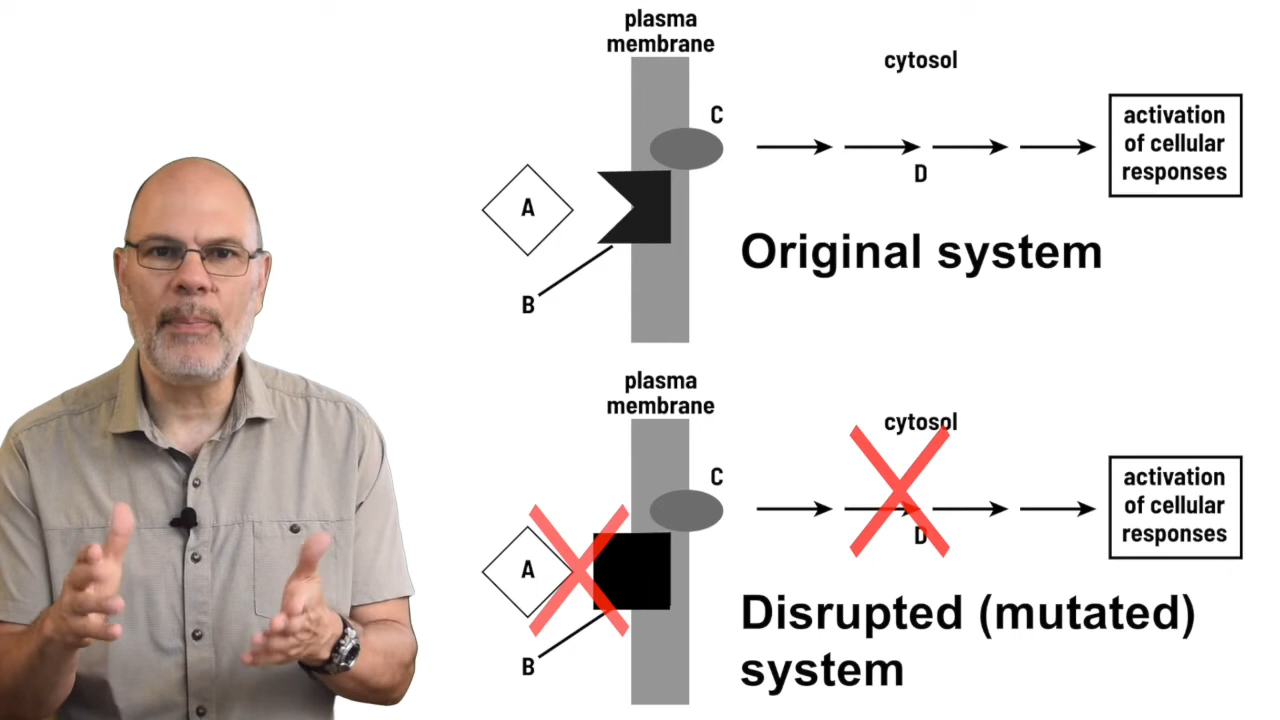 plasma
membrane
cytosol
C
activation
of cellular
responses
A
D
B
Original system
plasma
membrane
cytosol
C
activation
of cellular
responses
A
D
B
Disrupted (mutated)
system